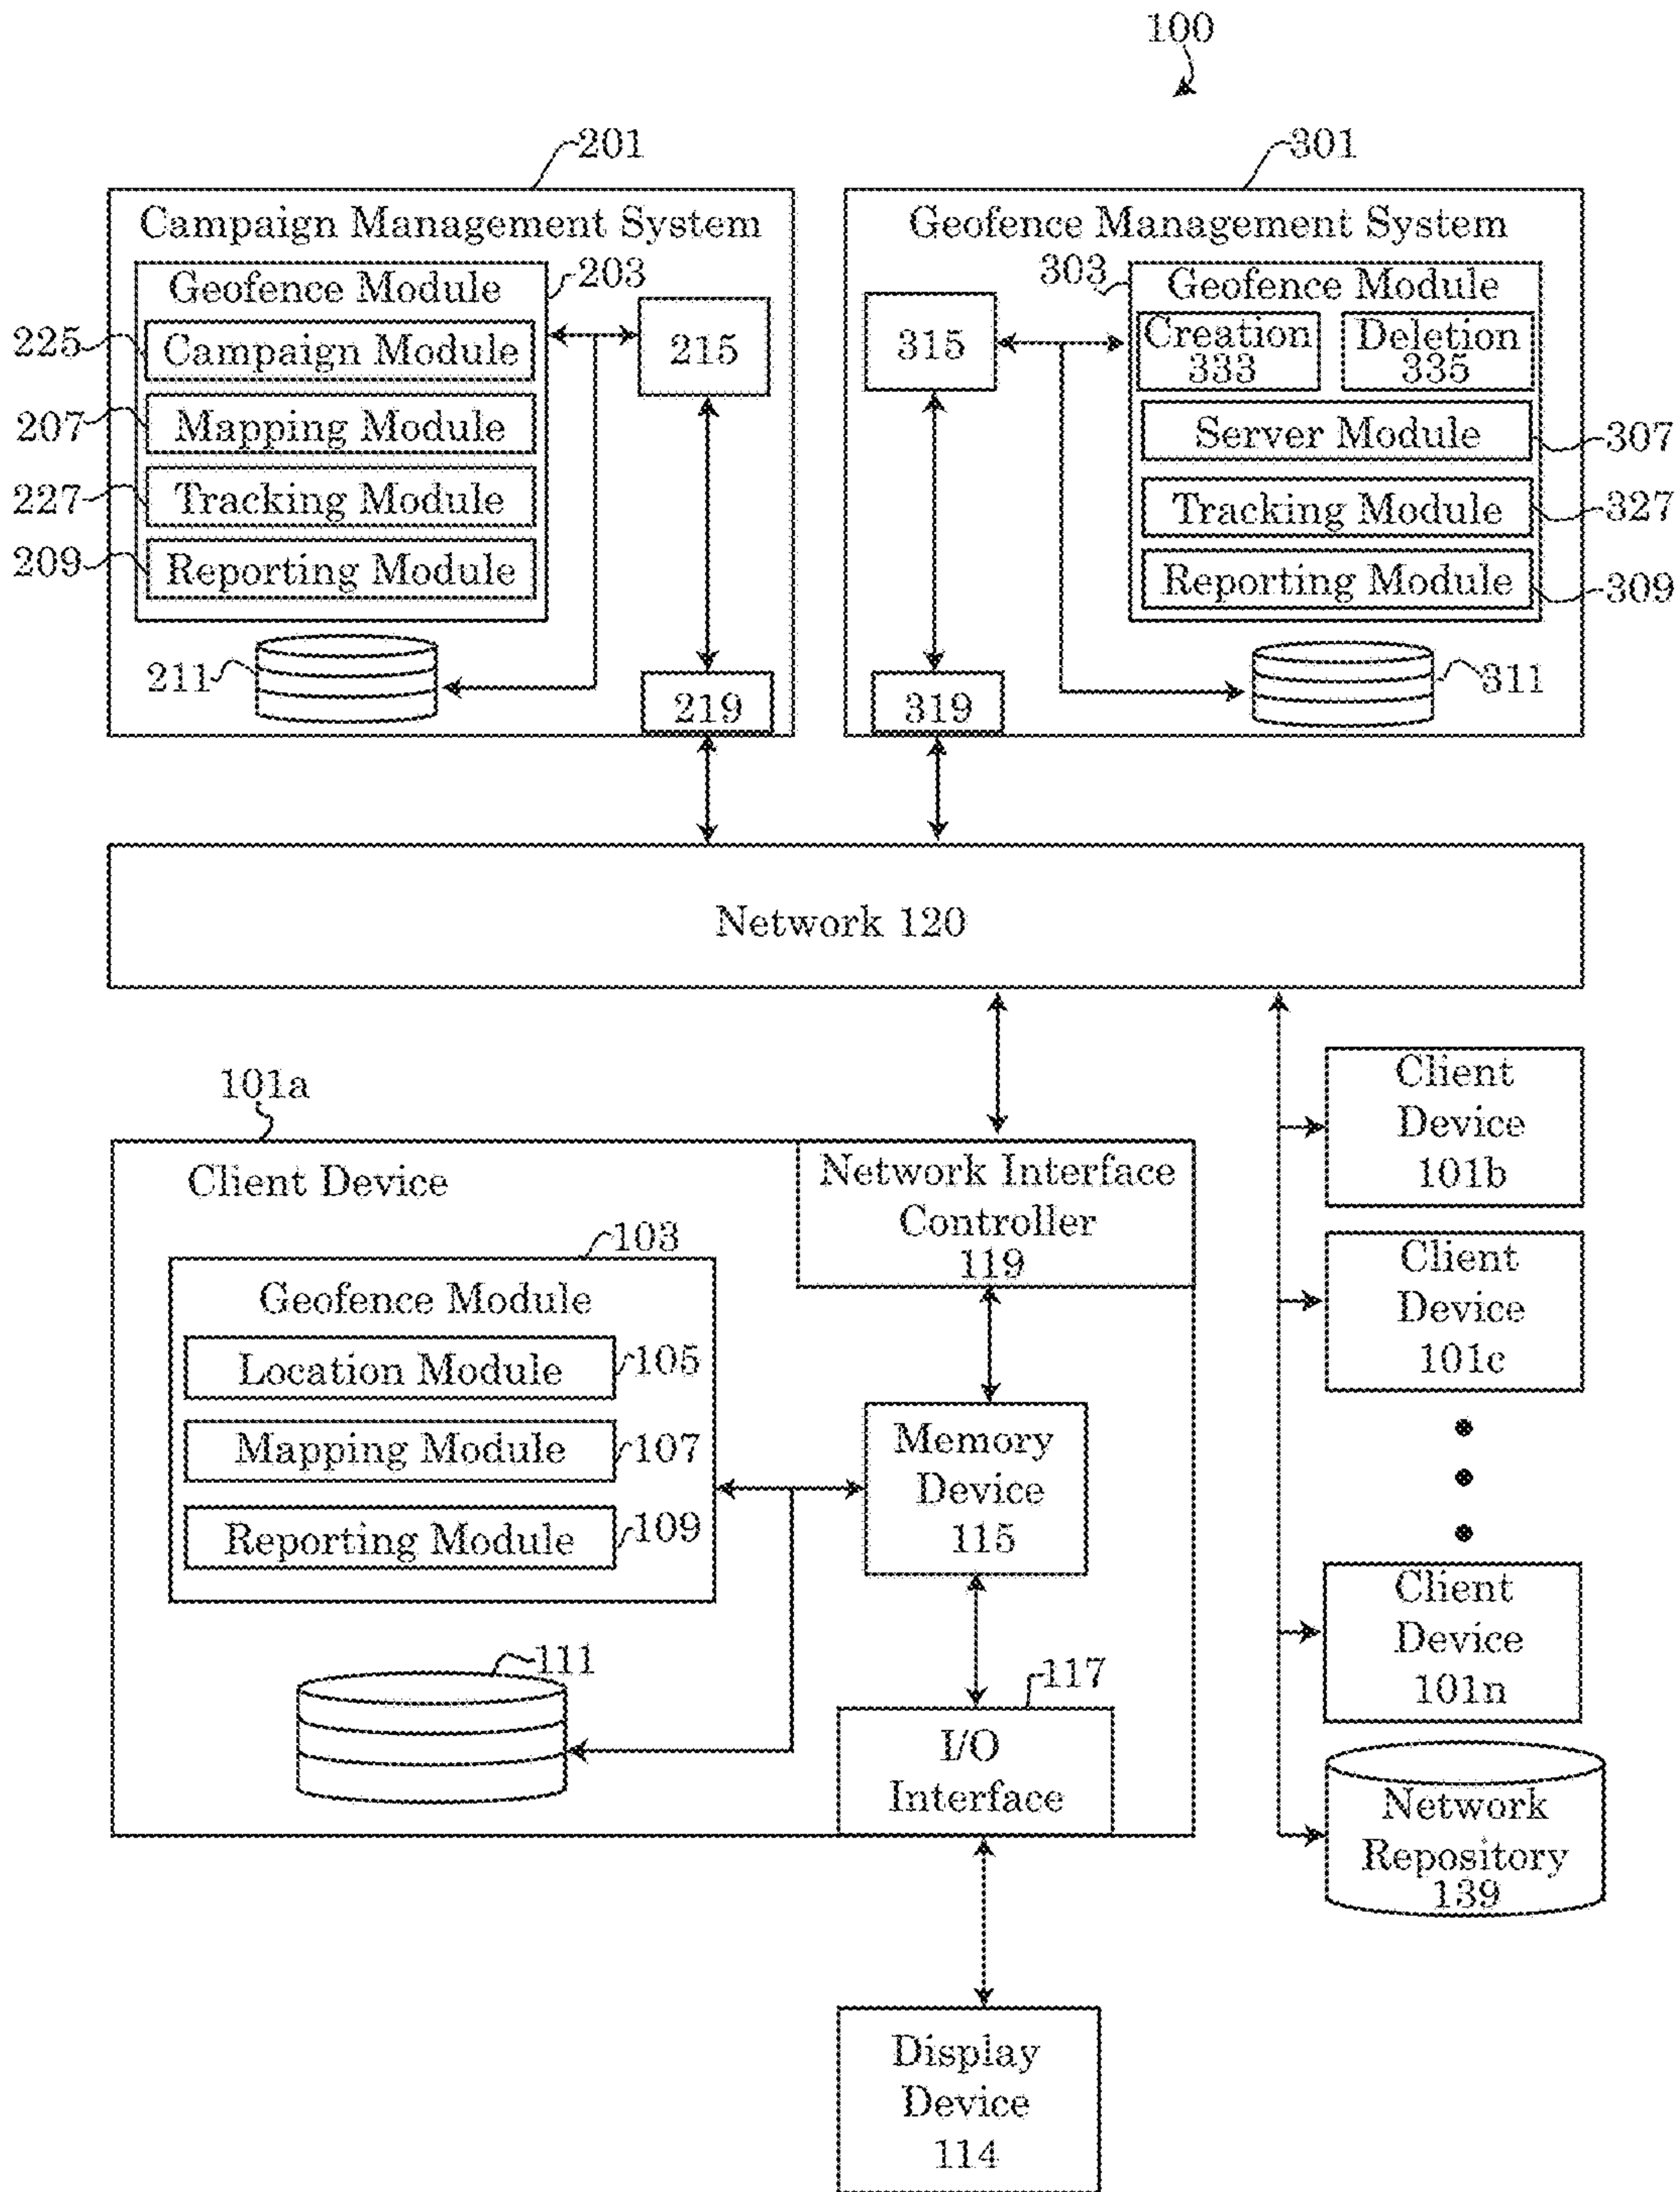 100
201
301
Campaign Management System
Geofence Management System
Geofence Module
203
225
Campaign Module
207
Mapping Module
227
Tracking Module
209
Reporting Module
215
211
219
303
Geofence Module
315
Creation
333
Deletion
335
Server Module
307
Tracking Module
327
Reporting Module
309
319
311
Network 120
101a
Client Device
Network Interface
Controller
119
103
Geofence Module
Location Module
105
Mapping Module
107
Reporting Module
109
Memory
Device
115
111
117
I/O
Interface
Client
Device
101b
Client
Device
101c
Client
Device
101n
Network
Repository
139
Display
Device
114